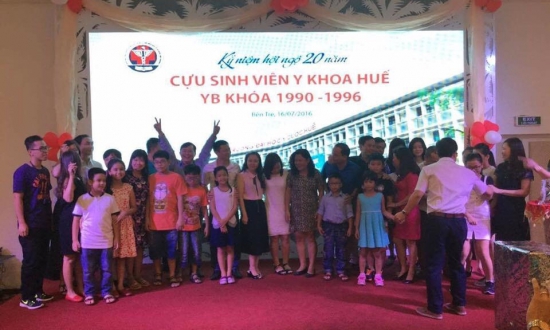 Kỷ niệm hội ngộ 20 năm
CỰU SINH VIÊN Y KHOA HUẾ
YB KHÓA 1990 -1996
Bến Tre, 16/07/2016